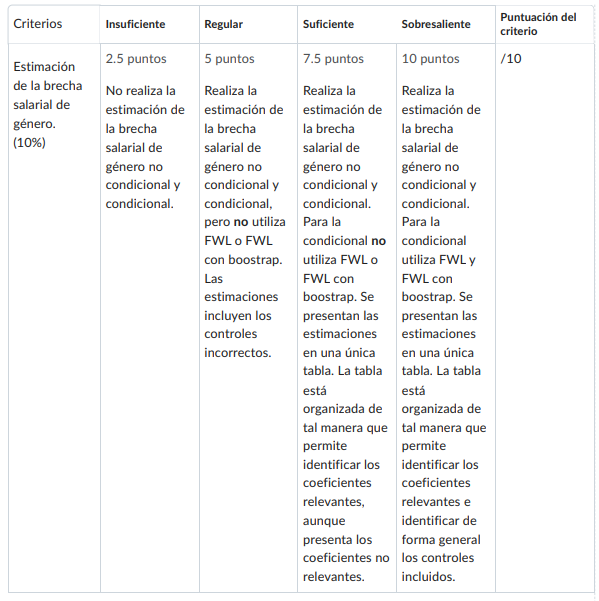 Criterios
Insuficiente
Regular
Suficiente
Sobresaliente
Puntuación del
criterio
Estimación
de la brecha
salarial de
género.
(10%)
2.5 puntos
No realiza la
estimación de
la brecha
salarial de
género no
condicional y
condicional.
5 puntos
Realiza la
estimación de
la brecha
salarial de
género no
condicional y
condicional,
pero no utiliza
FWL o FWL
con boostrap.
Las
estimaciones
incluyen los
controles
incorrectos.
7.5 puntos
Realiza la
estimación de
la brecha
salarial de
género no
condicional y
condicional.
Para la
condicional no
utiliza FWL o
FWL con
boostrap. Se
presentan las
estimaciones
en una única
tabla. La tabla
está
organizada de
tal manera que
permite
identificar los
coeficientes
relevantes,
aunque
presenta los
coeficientes no
relevantes.
10 puntos
Realiza la
estimación de
la brecha
salarial de
género no
condicional y
condicional.
Para la
condicional
utiliza FWL y
FWL con
boostrap. Se
presentan las
estimaciones
en una única
tabla. La tabla
está
organizada de
tal manera que
permite
identificar los
coeficientes
relevantes e
identificar de
forma general
los controles
incluidos.
/10